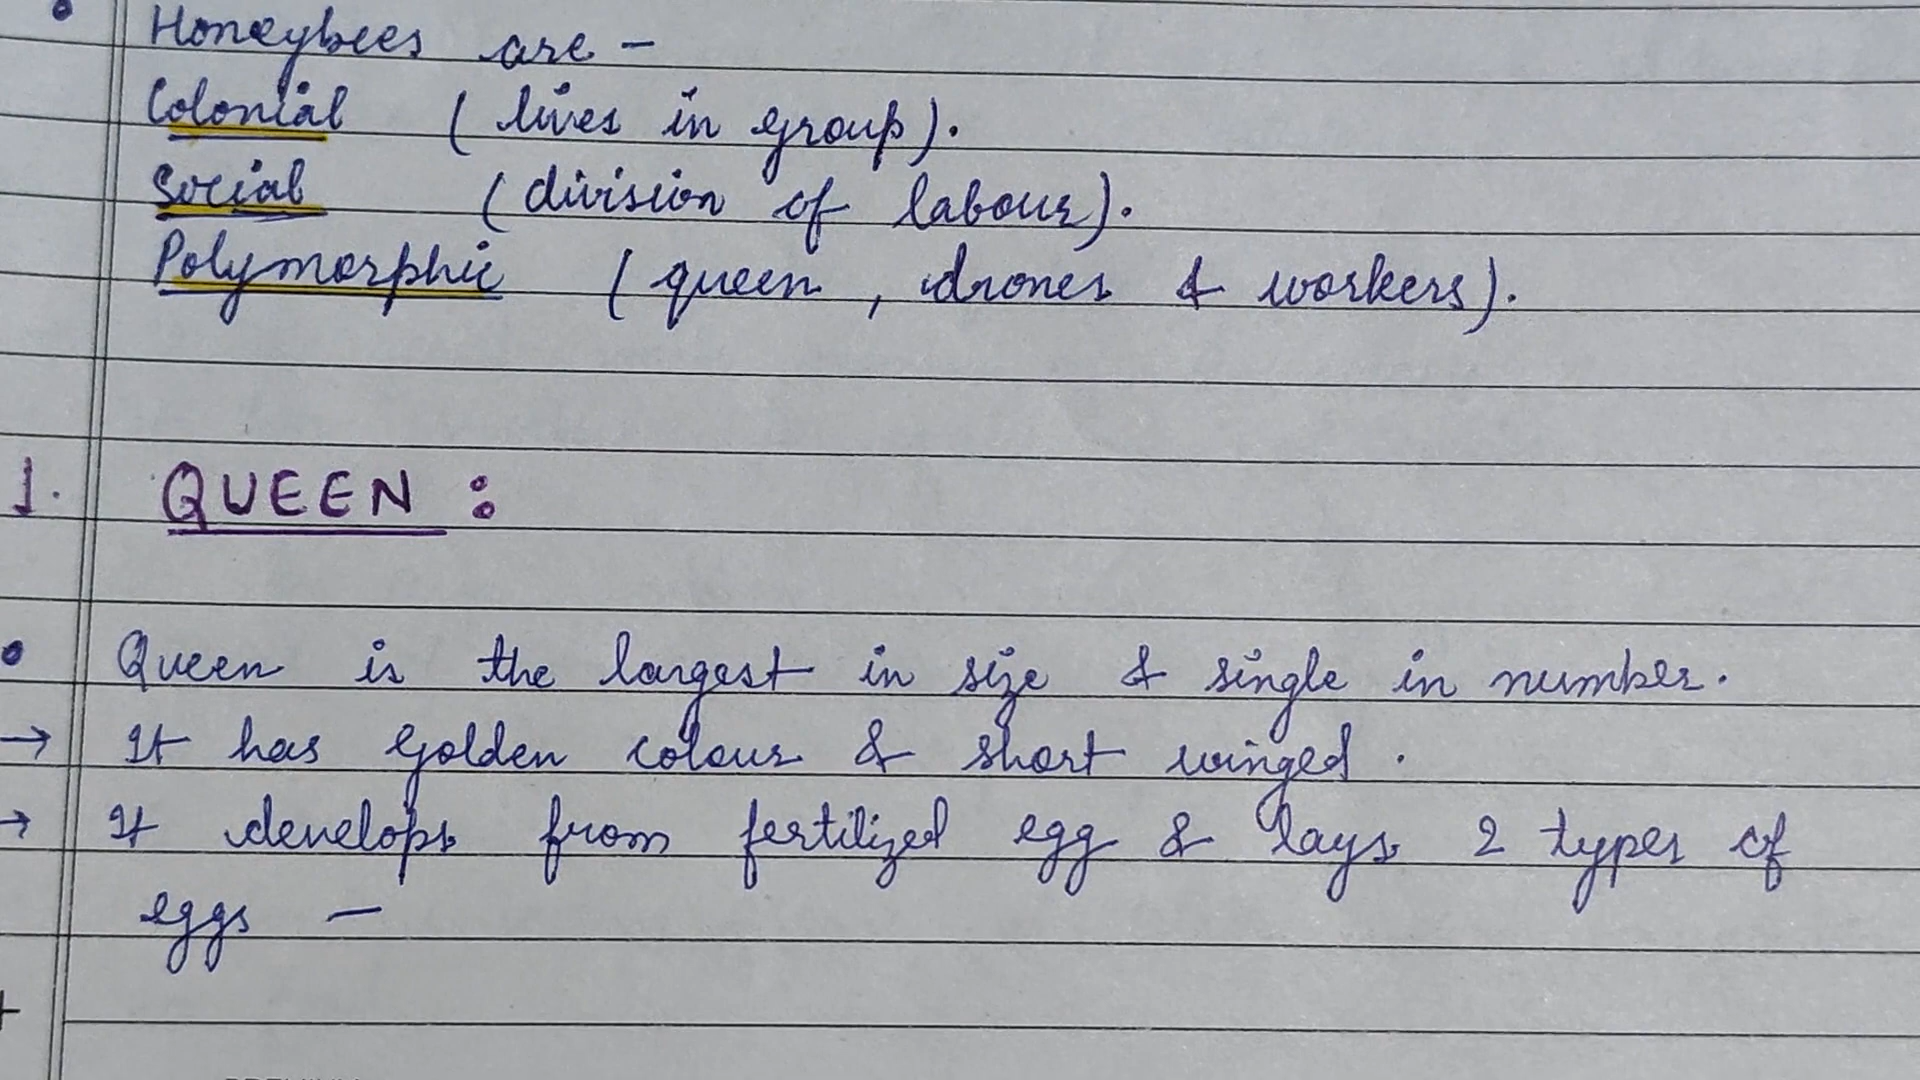 • Honeybees are -
Colonial ( lives in group ).
Social ( division of labour ).
Polymorphic ( queen , drones & workers ).
1. QUEEN :
• Queen is the largest in size & single in number.
→ It has golden colour & short winged .
→ It develops from fertilized egg & lays 2 types of
eggs -